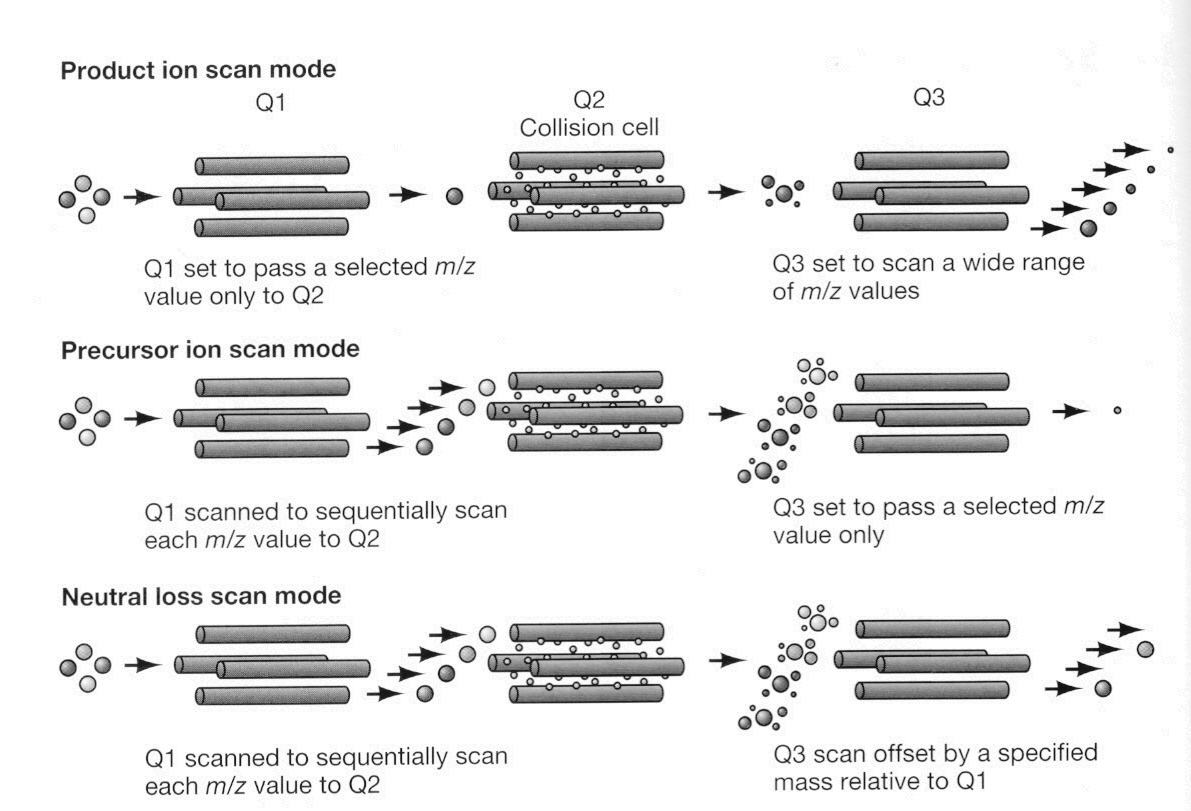 Product ion scan mode
Q1
Q2
Collision cell
Q3
Q1 set to pass a selected m/z
value only to Q2
Q3 set to scan a wide range
of m/z values
Precursor ion scan mode
Q1 scanned to sequentially scan
each m/z value to Q2
Q3 set to pass a selected m/z
value only
Neutral loss scan mode
Q1 scanned to sequentially scan
each m/z value to Q2
Q3 scan offset by a specified
mass relative to Q1